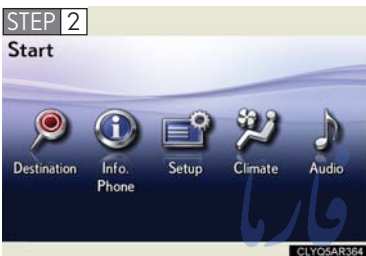 STEP 2
Start
Destination
Info.
Phone
Setup
Climate
Audio
فارما
CLYO5AR364